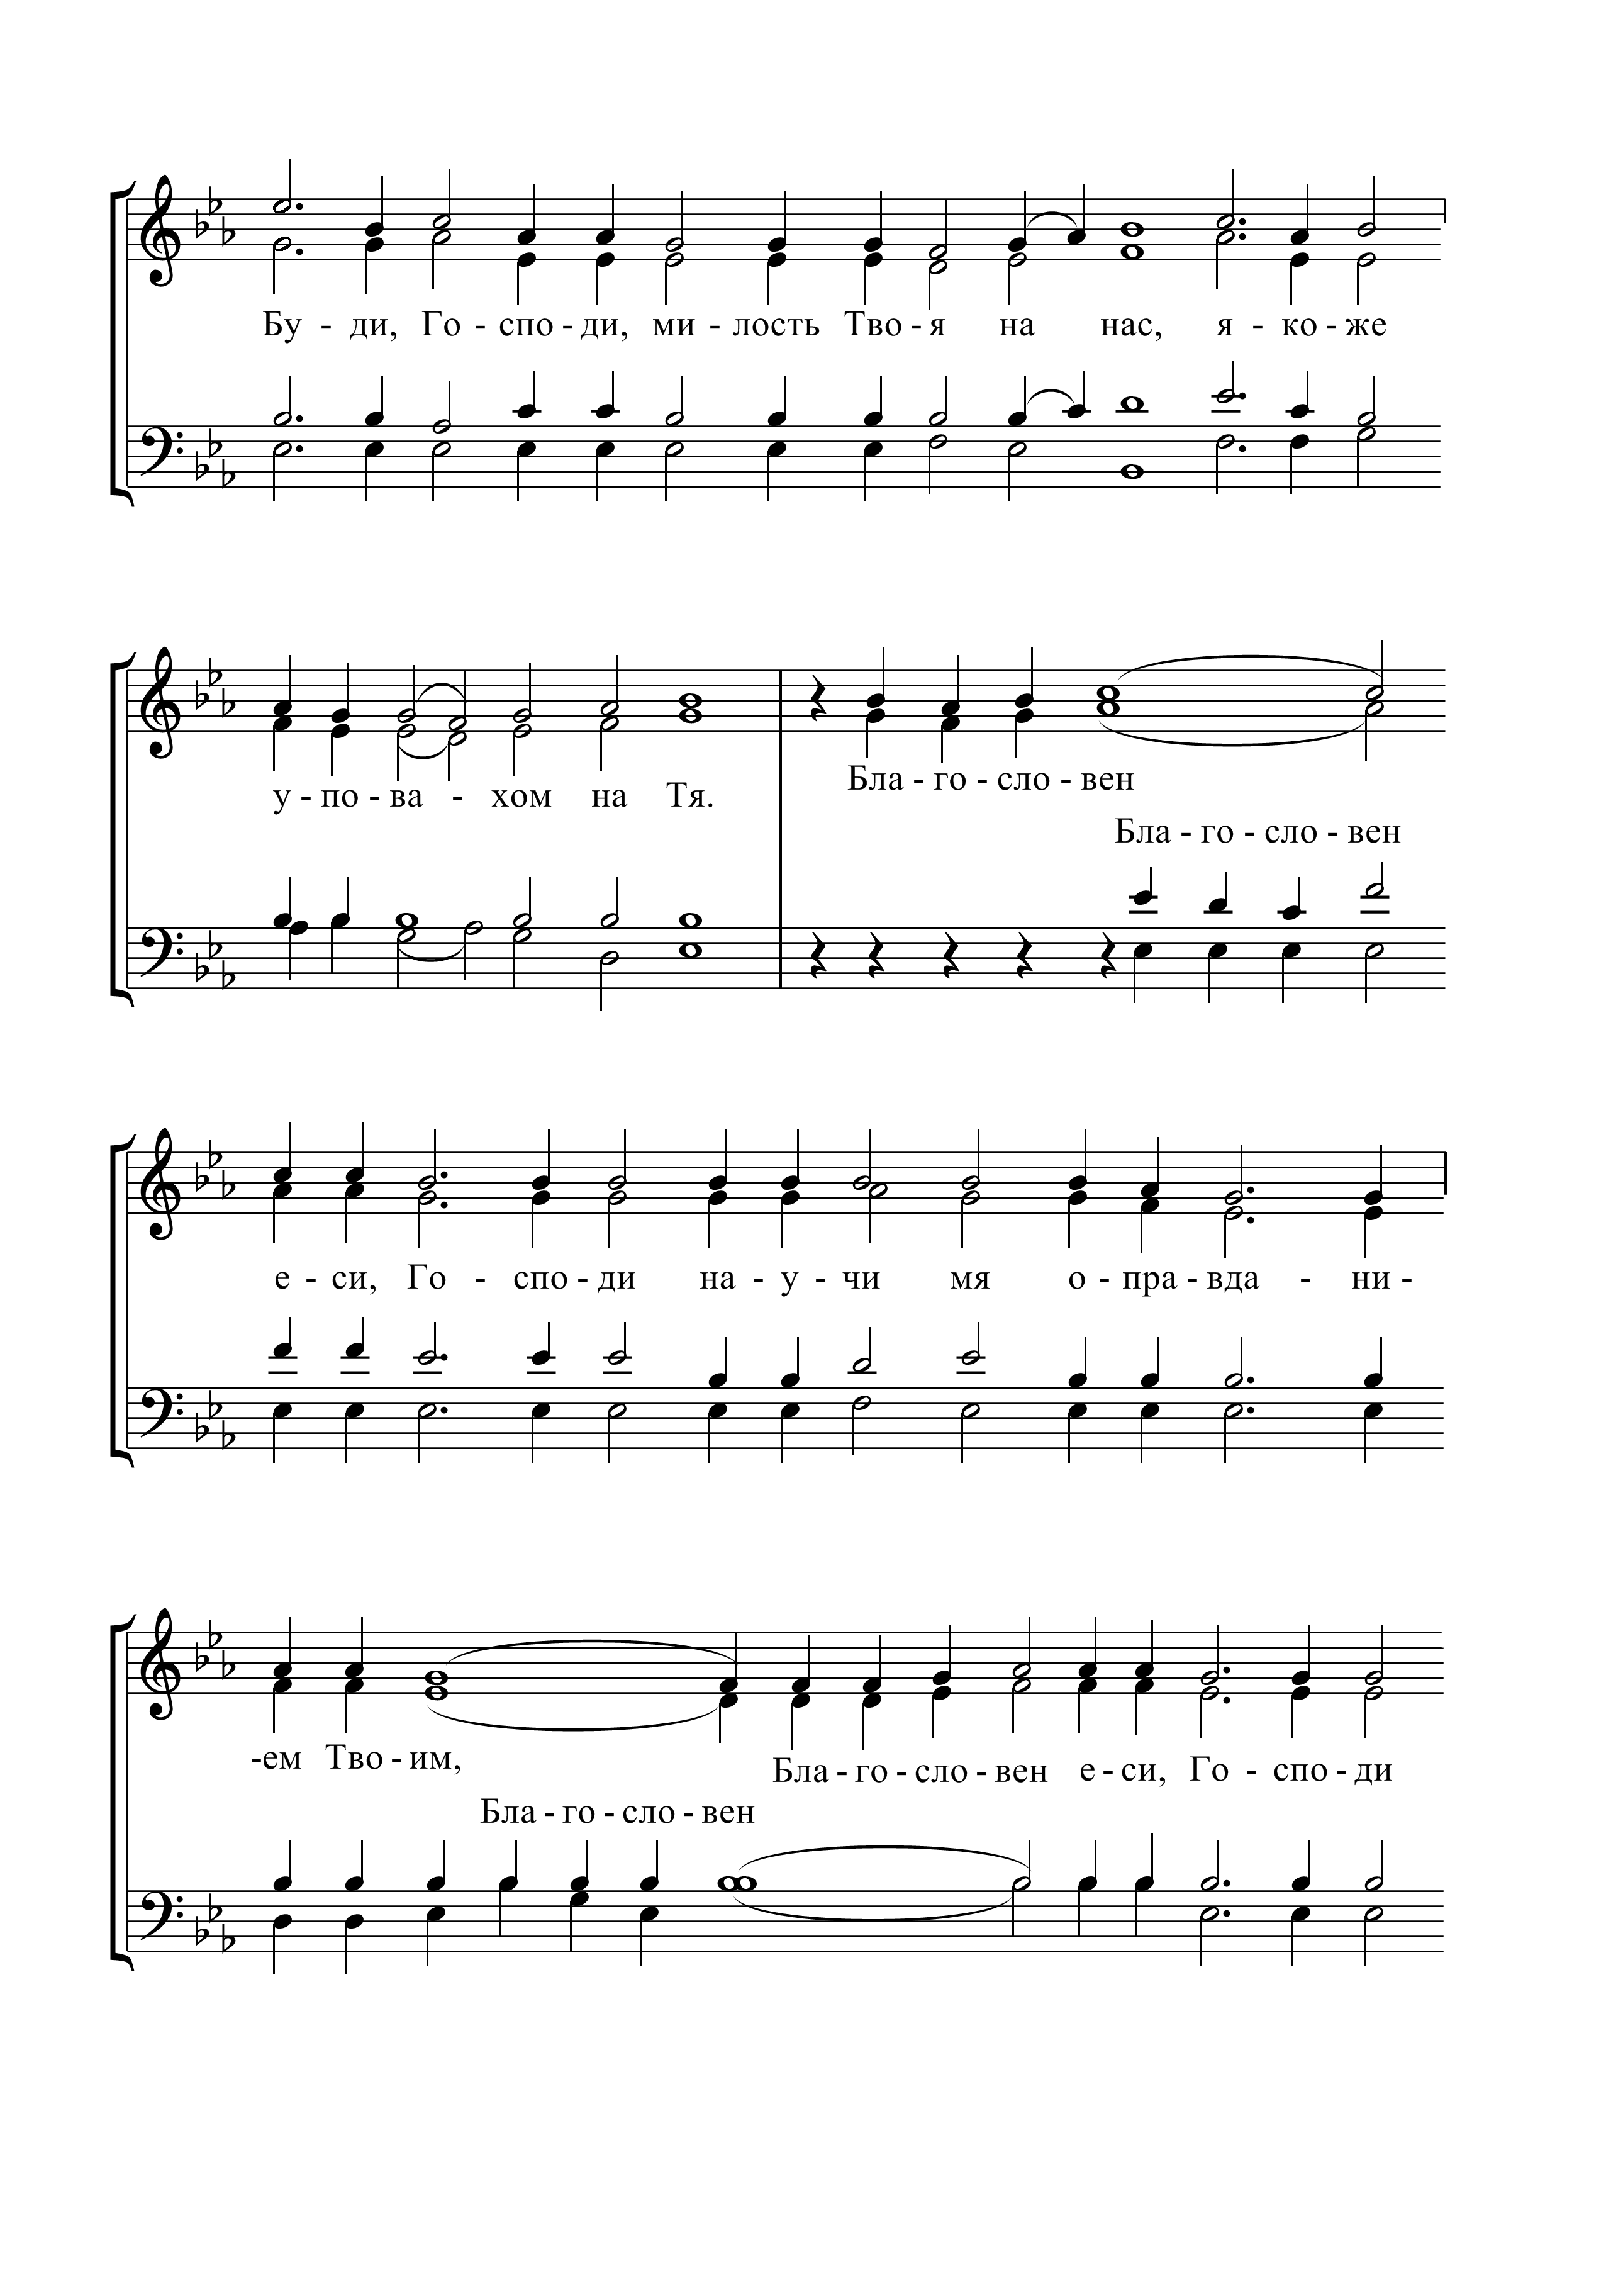 Бу - ди, Го - спо - ди, ми - лость Тво - я на нас, я - ко - же
у - по - ва - хом на Тя. Бла - го - сло - вен
Бла - го - сло - вен
е - си, Го - спо - ди на - у - чи мя о - пра - вда - ни -
-ем Тво - им, Бла - го - сло - вен е - си, Го - спо - ди
Бла - го - сло - вен